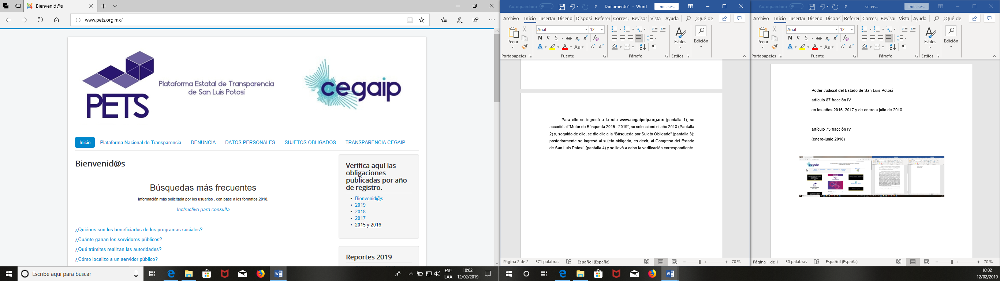 Bienvenid@s
www.pets.org.mx/
PETS
Plataforma Estatal de Transparencia
de San Luis Potosí
cegaip
Inicio
Plataforma Nacional de Transparencia
DENUNCIA
DATOS PERSONALES
SUJETOS OBLIGADOS
TRANSPARENCIA CEGAIP
Bienvenid@s
Búsquedas más frecuentes
Información más solicitada por los usuarios , con base a los formatos 2018.
Instructivo para consulta
¿Quiénes son los beneficiados de los programas sociales?
¿Cuánto ganan los servidores públicos?
¿Qué trámites realizan las autoridades?
¿Cómo localizo a un servidor público?
Verifica aquí las
obligaciones
publicadas por año
de registro.
Bienvenid@s
2019
2018
2017
2015 y 2016
Reportes 2019
Escribe aquí para buscar
ESP
LAA
10:02
12/02/2019
Autoguardado
Documento1 - Word
Inic. ses.
Archivo Inicio Insertar Diseño Disposi Referen Corresp Revisar Vista Ayuda ¿Qué de
Pegar
Arial 12
N K S ab x₂ x²
A Aa A A
Estilos
Edición
Portapapeles Fuente Párrafo Estilos
Para ello se ingresó a la ruta www.cegaipslp.org.mx (pantalla 1); se
accedió al “Motor de Búsqueda 2015 - 2019”, se seleccionó el año 2018 (Pantalla
2) y, seguido de ello, se dio clic a la “Búsqueda por Sujeto Obligado” (pantalla 3);
posteriormente se ingresó al sujeto obligado, es decir, al Congreso del Estado
de San Luis Potosí (pantalla 4) y se llevó a cabo la verificación correspondiente.
Página 2 de 2 371 palabras Español (España) 70 %
Autoguardado
scree...
Inic. ses.
Archivo Inicio Insertar Diseño Dispos Referen Corresp Revisar Vista Ayuda ¿Qué de
Pegar
Arial 12
N K S ab x₂ x²
A Aa A A
Estilos
Edición
Portapapeles Fuente Párrafo Estilos
Poder Judicial del Estado de San Luis Potosí
artículo 87 fracción IV
en los años 2016, 2017 y de enero a julio de 2018
artículo 73 fracción IV
(enero-junio 2018)
cegaip
AVISO
PETS
Página 1 de 1 30 palabras Español (España) 70 %
10:02
12/02/2019